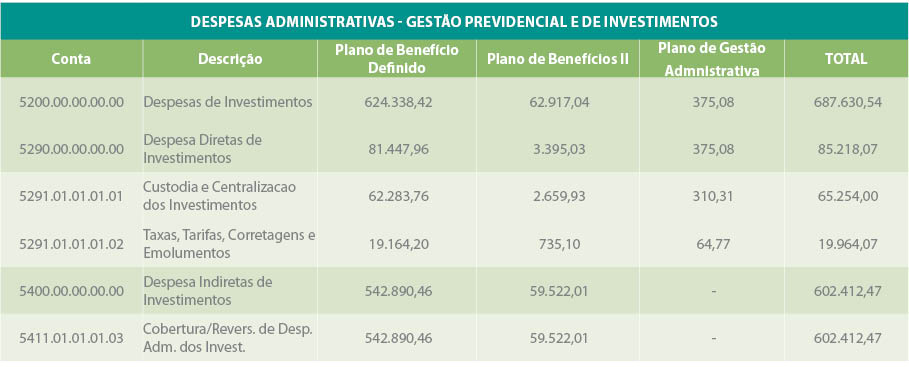 DESPESAS ADMINISTRATIVAS - GESTÃO PREVIDENCIAL E DE INVESTIMENTOS
Conta Descrição Plano de Benefício Definido Plano de Benefícios II Plano de Gestão Admnistrativa TOTAL
5200.00.00.00.00 Despesas de Investimentos 624.338,42 62.917,04 375,08 687.630,54
5290.00.00.00.00 Despesa Diretas de Investimentos 81.447,96 3.395,03 375,08 85.218,07
5291.01.01.01.01 Custodia e Centralizacao dos Investimentos 62.283,76 2.659,93 310,31 65.254,00
5291.01.01.01.02 Taxas, Tarifas, Corretagens e Emolumentos 19.164,20 735,10 64,77 19.964,07
5400.00.00.00.00 Despesa Indiretas de Investimentos 542.890,46 59.522,01 - 602.412,47
5411.01.01.01.03 Cobertura/Revers. de Desp. Adm. dos Invest. 542.890,46 59.522,01 - 602.412,47